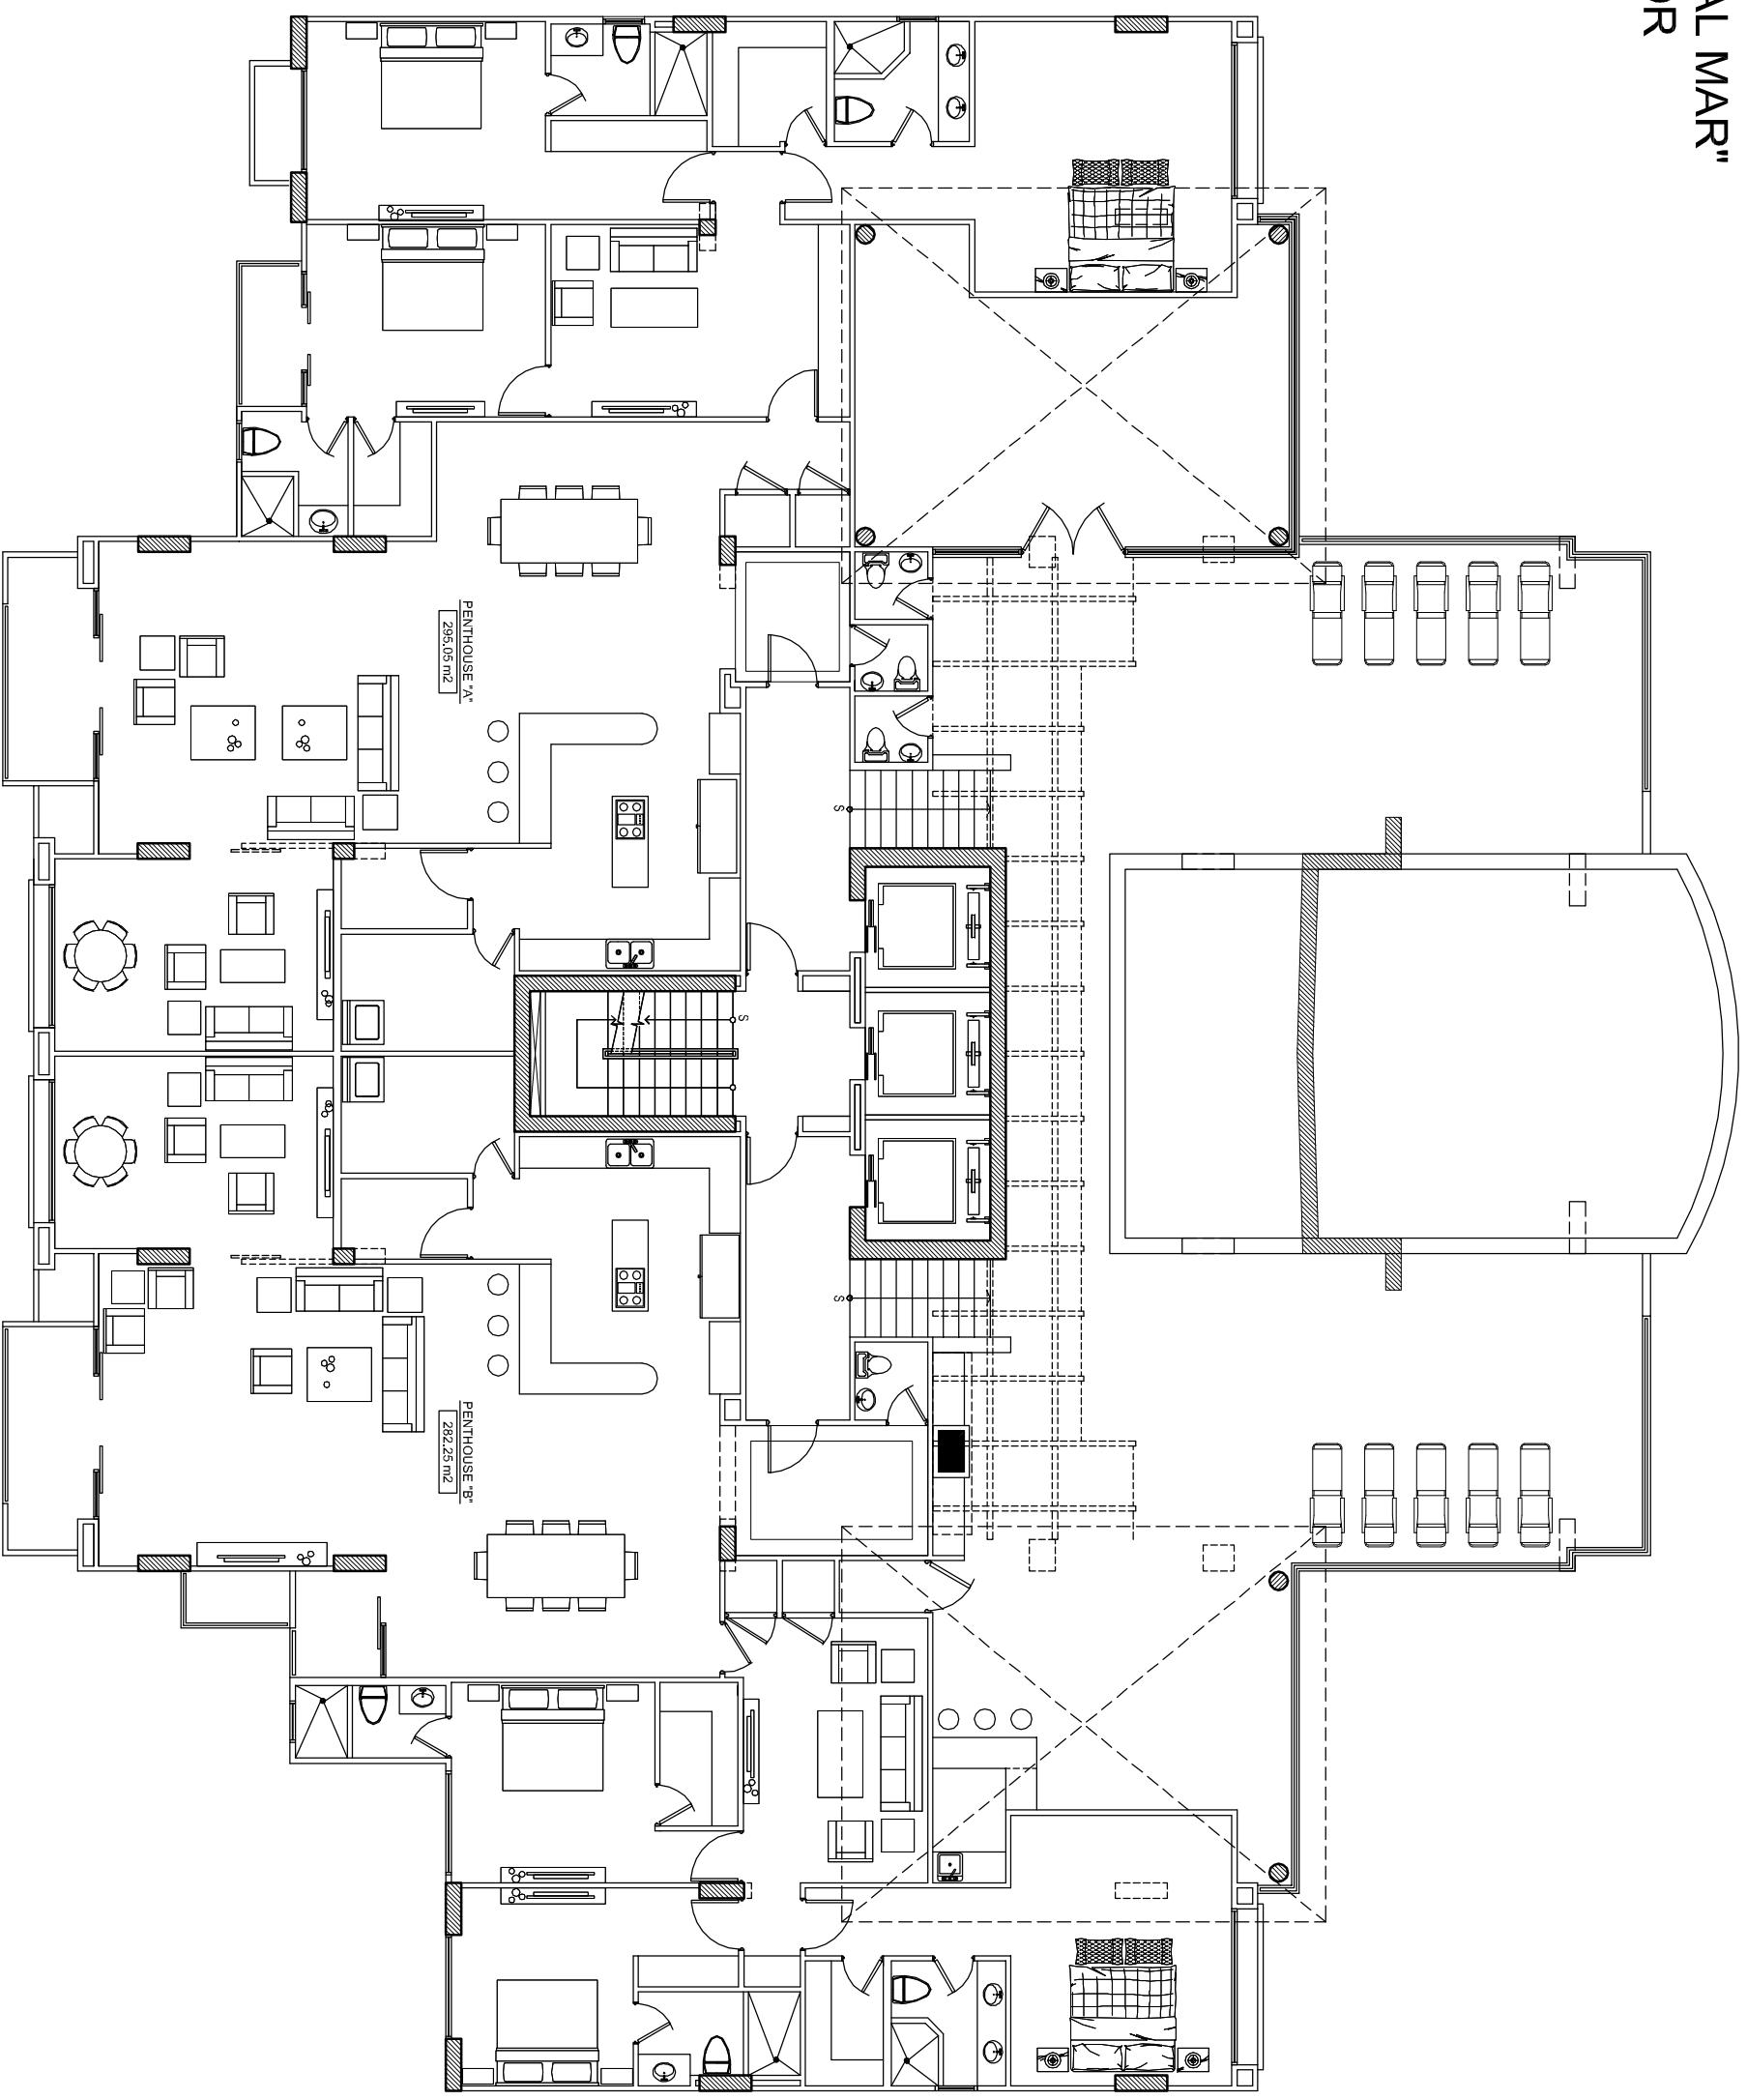 AL MAR"
OR
PENTHOUSE "A"
295.05 m2
PENTHOUSE "B"
282.25 m2
S
S
S